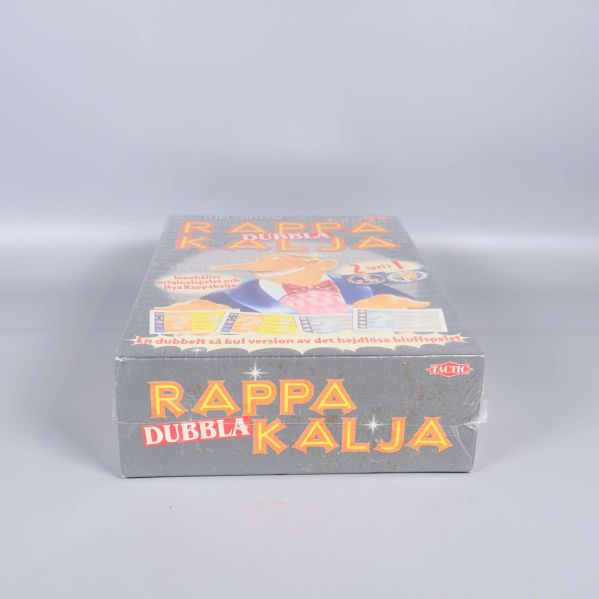 RAPPA
DUBBLA
KALJA
Innehåller
originalspelet och
Nya Rappakalja
2 spel i 1
En dubbelt så kul version av det hejdlösa bluffspelet
TACTIC
RAPPA
DUBBLA
KALJA